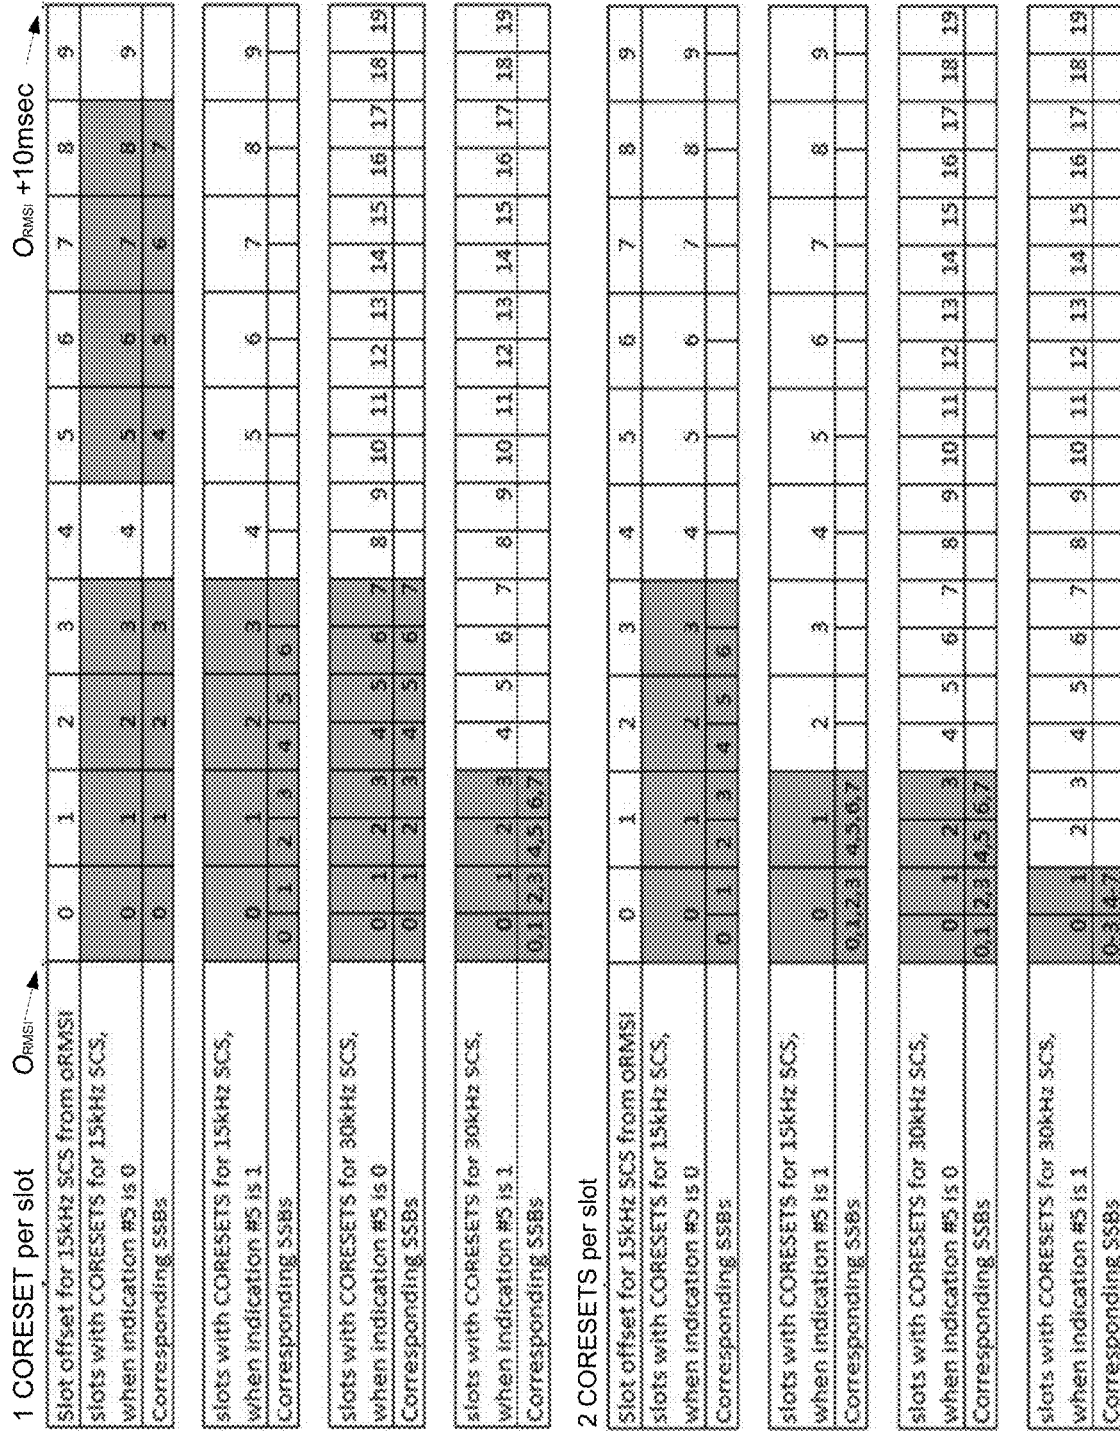 1 CORESET per slot
ORMSI
ORMSI +10msec
Slot offset for 15kHz SCS from oRMSI 0 1 2 3 4 5 6 7 8 9
slots with CORESETS for 15kHz SCS,
when indication #5 is 0 0 1 2 3 4 5 6 7 8 9
Corresponding SSBs 0 1 2 3 4 5 6 7
slots with CORESETS for 15kHz SCS,
when indication #5 is 1 0 1 2 3 4 5 6 7 8 9
Corresponding SSBs 0 1 2 3 4 5 6
slots with CORESETS for 30kHz SCS,
when indication #5 is 0 0 1 2 3 4 5 6 7 8 9 10 11 12 13 14 15 16 17 18 19
Corresponding SSBs 0 1 2 3 4 5 6 7
slots with CORESETS for 30kHz SCS,
when indication #5 is 1 0 1 2 3 4 5 6 7 8 9 10 11 12 13 14 15 16 17 18 19
Corresponding SSBs 0,1 2,3 4,5 6,7
2 CORESETS per slot
Slot offset for 15kHz SCS from oRMSI 0 1 2 3 4 5 6 7 8 9
slots with CORESETS for 15kHz SCS,
when indication #5 is 0 0 1 2 3 4 5 6 7 8 9
Corresponding SSBs 0 1 2 3 4 5 6
slots with CORESETS for 15kHz SCS,
when indication #5 is 1 0 1 2 3 4 5 6 7 8 9
Corresponding SSBs 0,1,2,3 4,5,6,7
slots with CORESETS for 30kHz SCS,
when indication #5 is 0 0 1 2 3 4 5 6 7 8 9 10 11 12 13 14 15 16 17 18 19
Corresponding SSBs 0,1 2,3 4,5 6,7
slots with CORESETS for 30kHz SCS,
when indication #5 is 1 0 1 2 3 4 5 6 7 8 9 10 11 12 13 14 15 16 17 18 19
Corresponding SSBs 0-3 4-7